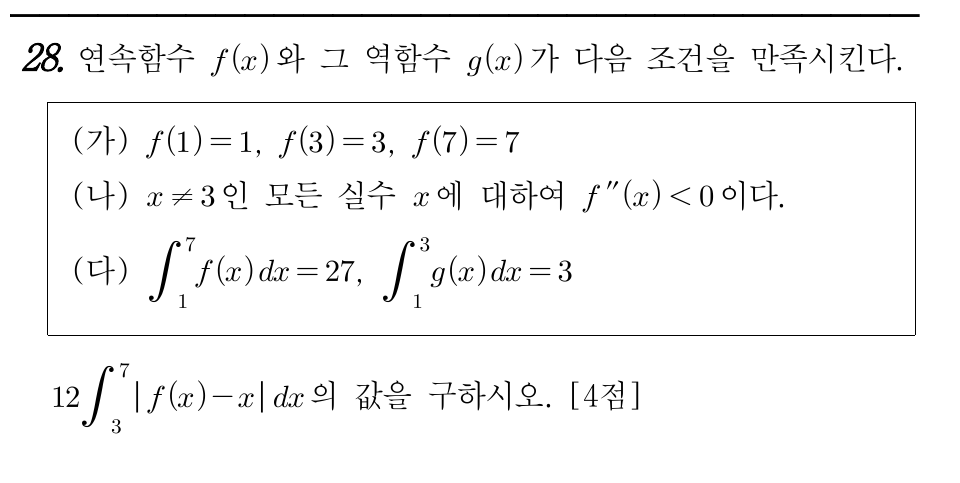 28. 연속함수 f(x)와 그 역함수 g(x)가 다음 조건을 만족시킨다.
(가) f(1)=1, f(3)=3, f(7)=7
(나) x≠3인 모든 실수 x에 대하여 f″(x)<0이다.
(다) ∫₁⁷ f(x)dx=27, ∫₁³ g(x)dx=3
12∫₃⁷ |f(x)−x|dx의 값을 구하시오. [4점]